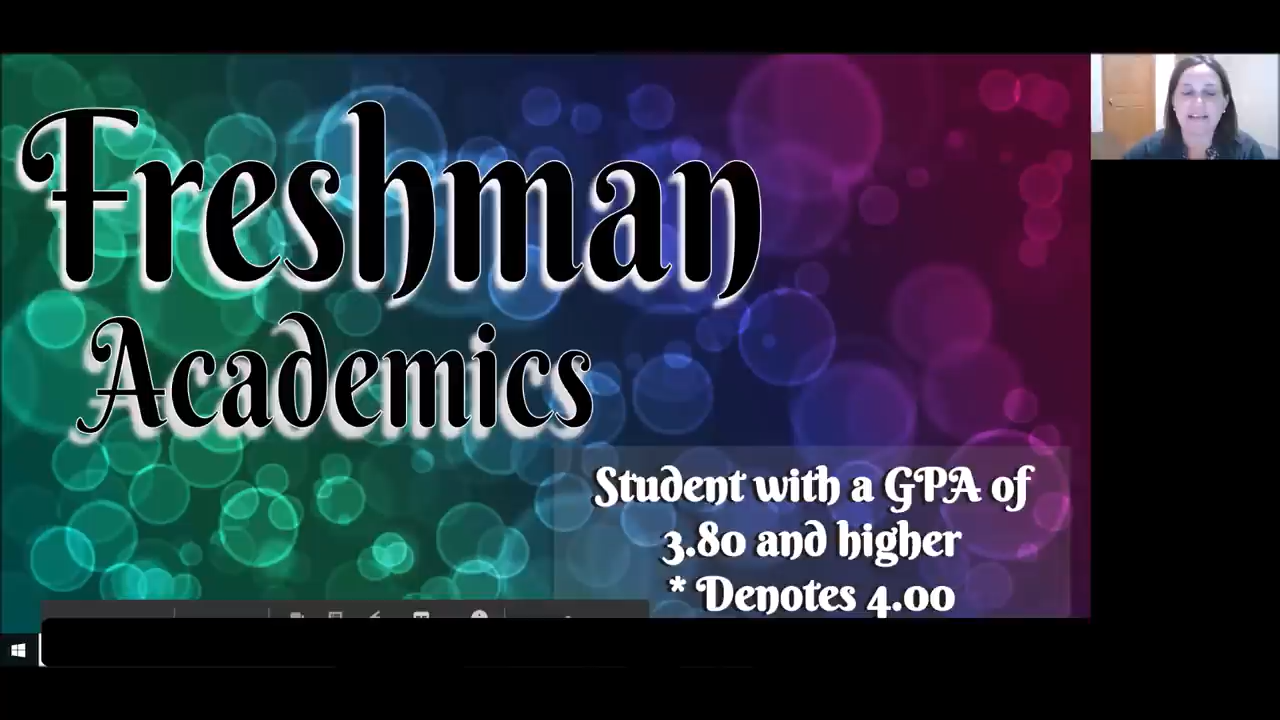 Freshman
Academics
Student with a GPA of
3.80 and higher
* Denotes 4.00